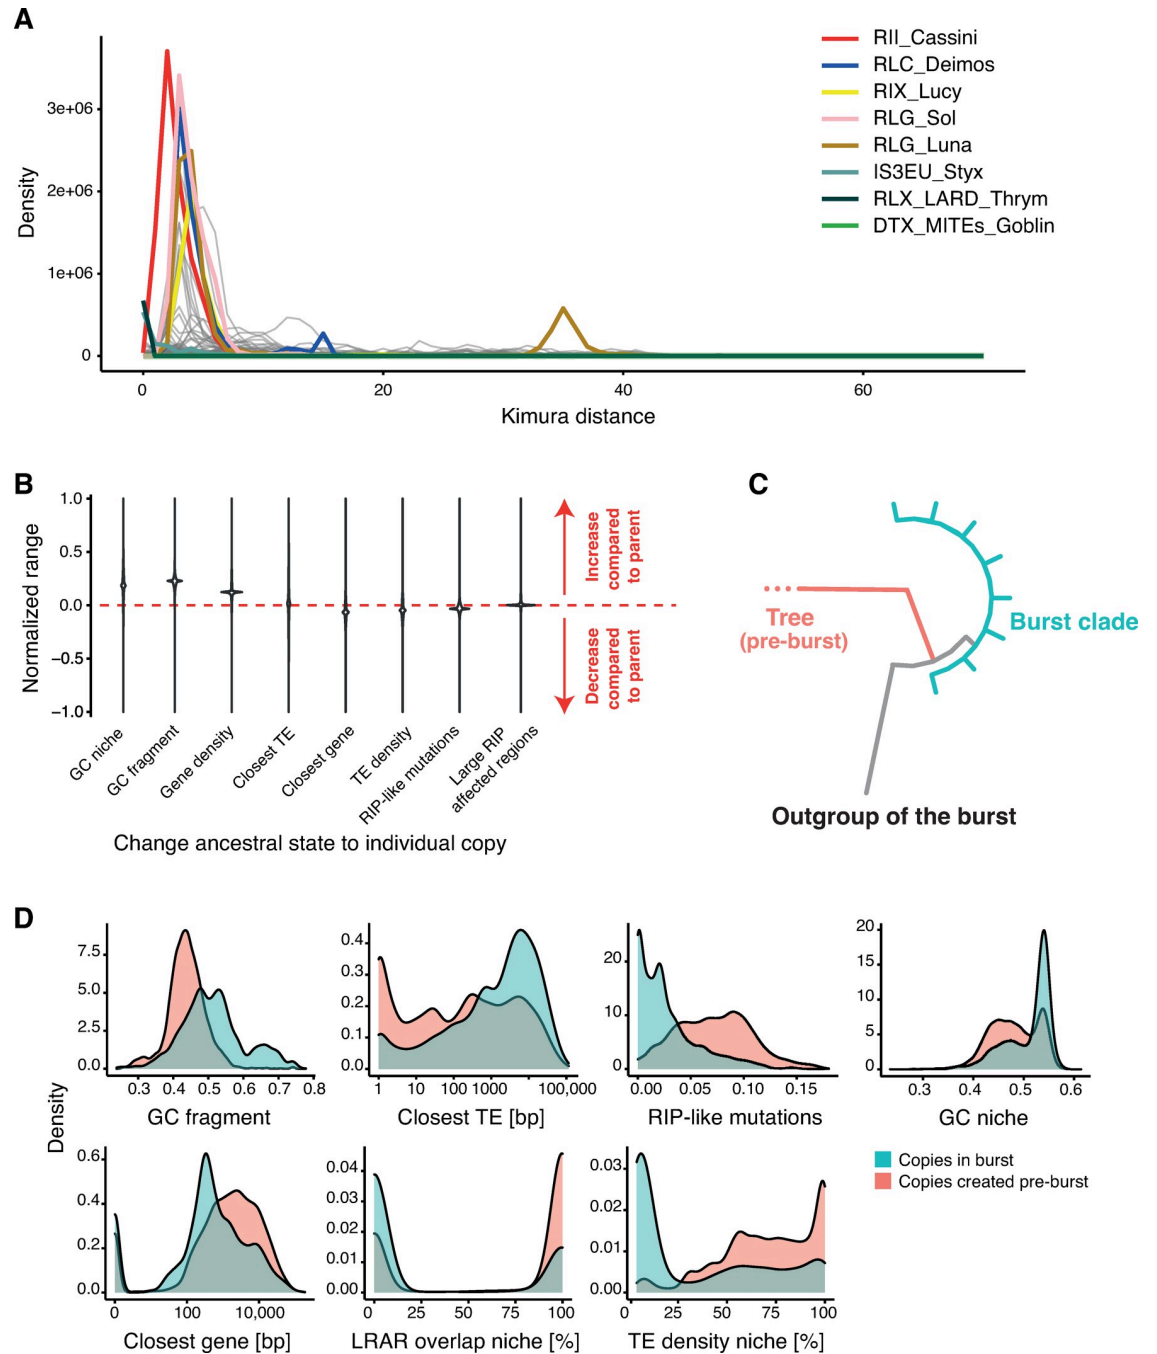 A
RII_Cassini
RLC_Deimos
RIX_Lucy
RLG_Sol
RLG_Luna
IS3EU_Styx
RLX_LARD_Thrym
DTX_MITEs_Goblin
Density
3e+06
2e+06
1e+06
0
0 20 40 60
Kimura distance
B
Normalized range
1.0
0.5
0.0
−0.5
−1.0
Increase
compared
to parent
Decrease
compared
to parent
GC niche
GC fragment
Gene density
Closest TE
Closest gene
TE density
RIP-like mutations
Large RIP
affected regions
Change ancestral state to individual copy
C
Tree
(pre-burst)
Burst clade
Outgroup of the burst
D
Density
7.5
5.0
2.5
0.0
0.3 0.4 0.5 0.6 0.7 0.8
GC fragment
0.4
0.3
0.2
0.1
0.0
1 10 100 1000 100,000
Closest TE [bp]
20
10
0
0.00 0.05 0.10 0.15
RIP-like mutations
20
15
10
5
0
0.3 0.4 0.5 0.6
GC niche
0.6
0.4
0.2
0.0
0 100 10,000
Closest gene [bp]
0.04
0.03
0.02
0.01
0.00
0 25 50 75 100
LRAR overlap niche [%]
0.03
0.02
0.01
0.00
0 25 50 75 100
TE density niche [%]
Copies in burst
Copies created pre-burst